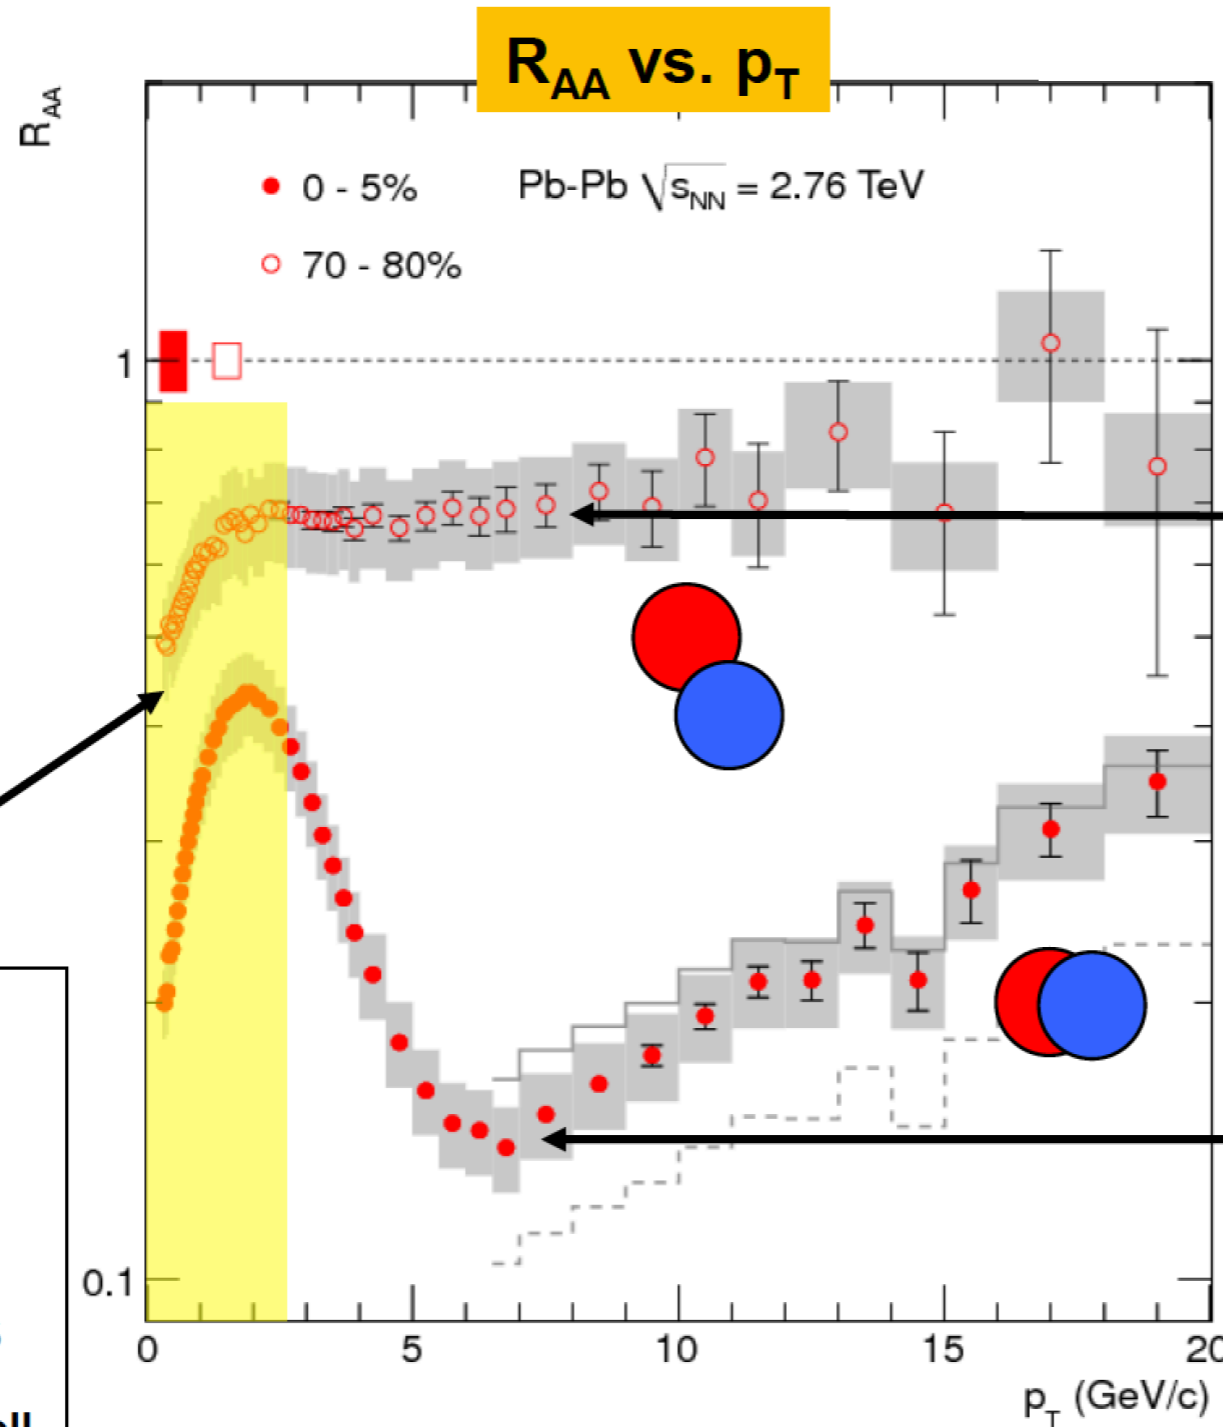 R_AA vs. p_T
R_AA
0 - 5%
Pb-Pb √s_NN = 2.76 TeV
70 - 80%
1
0.1
0
5
10
15
20
p_T (GeV/c)